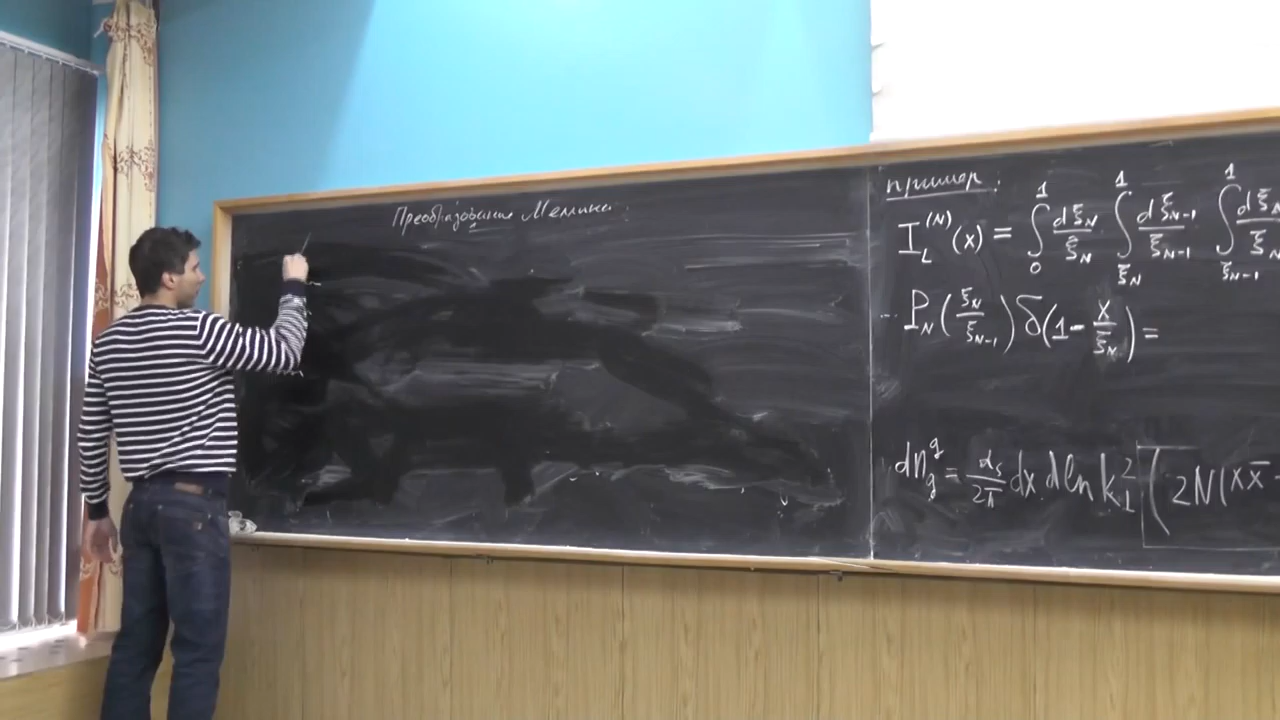 Преобразование Меллина
пример:
I_L^{(N)}(x) = ∫_0^1 dξ_N/ξ_N ∫_{ξ_N}^1 dξ_{N-1}/ξ_{N-1} ∫_{ξ_{N-1}}^1 dξ_N/ξ_N
... P_N(ξ_N/ξ_{N-1}) δ(1 - x/ξ_N) =
dn_g^g = α_s/2π dx d ln k_⊥^2 (2N(x x̄